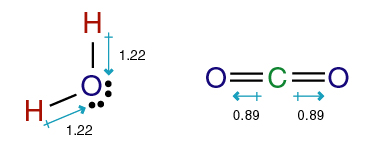 H
1.22
O
H
1.22
O = C = O
0.89 0.89